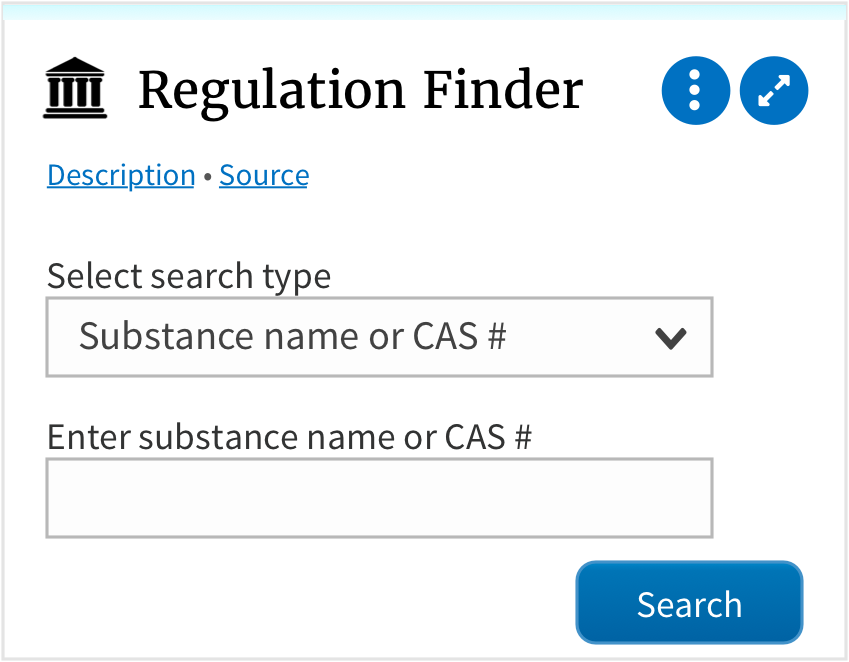 Regulation Finder
Description • Source
Select search type
Substance name or CAS #
Enter substance name or CAS #
Search